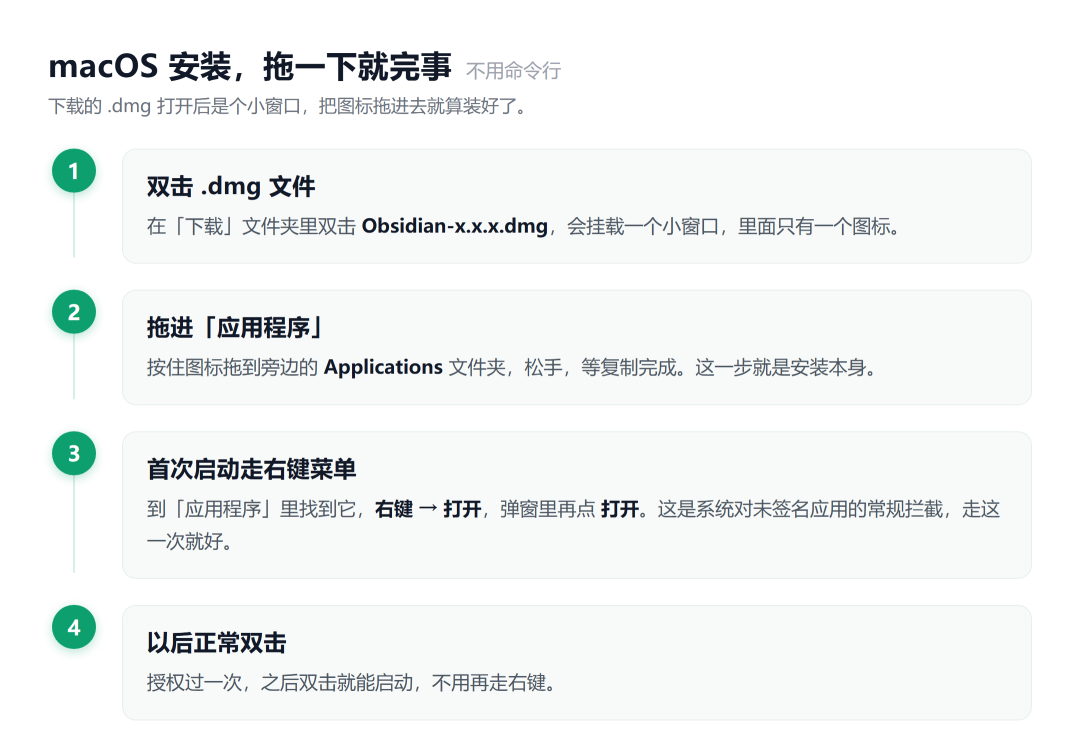 macOS 安装，拖一下就完事 不用命令行
下载的 .dmg 打开后是个小窗口，把图标拖进去就算装好了。
1
双击 .dmg 文件
在「下载」文件夹里双击 Obsidian-x.x.x.dmg，会挂载一个小窗口，里面只有一个图标。
2
拖进「应用程序」
按住图标拖到旁边的 Applications 文件夹，松手，等复制完成。这一步就是安装本身。
3
首次启动走右键菜单
到「应用程序」里找到它，右键 → 打开，弹窗里再点 打开。这是系统对未签名应用的常规拦截，走这
一次就好。
4
以后正常双击
授权过一次，之后双击就能启动，不用再走右键。